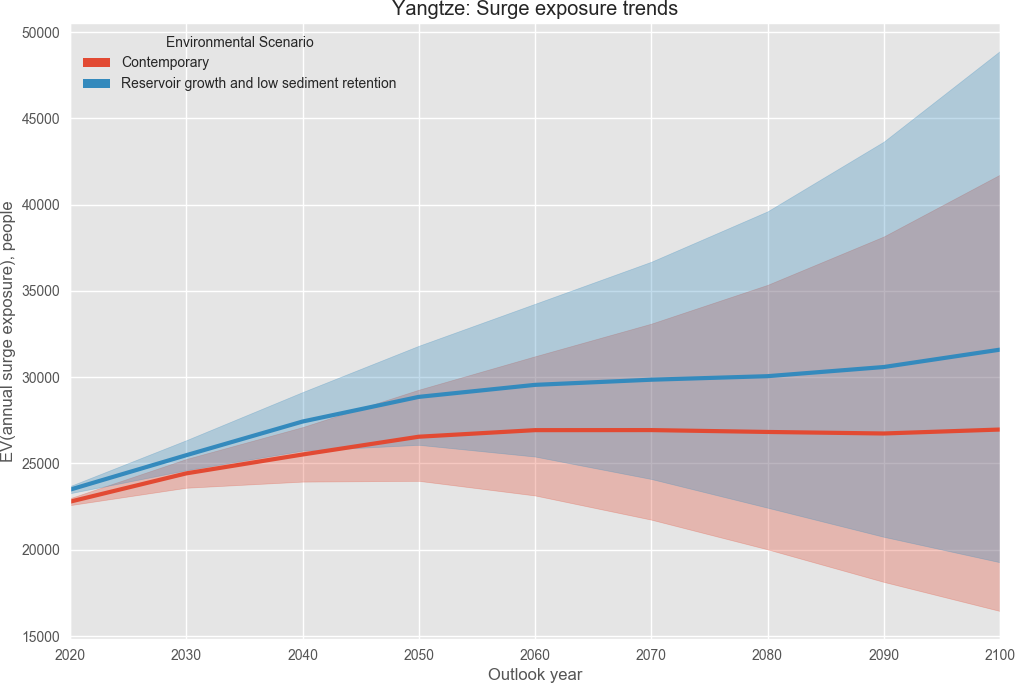 Yangtze: Surge exposure trends
Environmental Scenario
Contemporary
Reservoir growth and low sediment retention
EV(annual surge exposure), people
50000
45000
40000
35000
30000
25000
20000
15000
2020 2030 2040 2050 2060 2070 2080 2090 2100
Outlook year